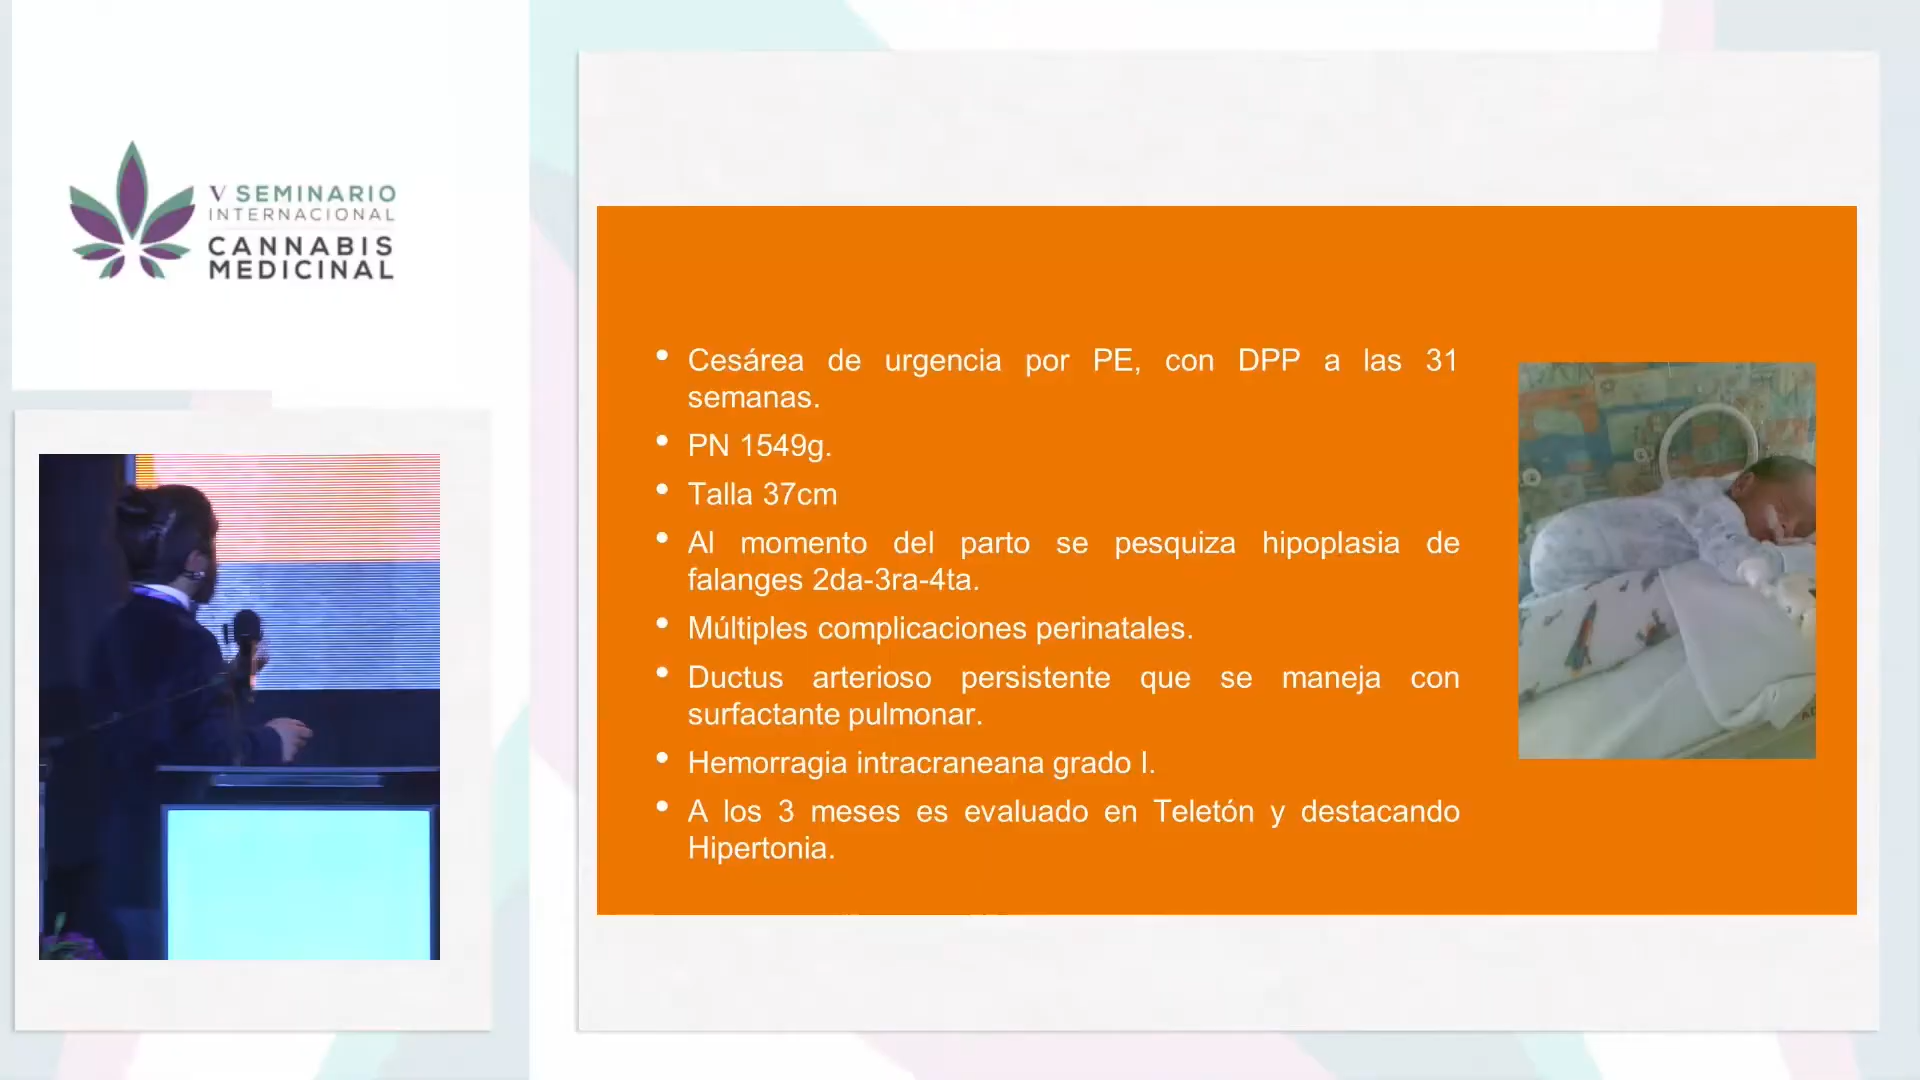 V SEMINARIO
INTERNACIONAL
CANNABIS
MEDICINAL
• Cesárea de urgencia por PE, con DPP a las 31
semanas.
• PN 1549g.
• Talla 37cm
• Al momento del parto se pesquiza hipoplasia de
falanges 2da-3ra-4ta.
• Múltiples complicaciones perinatales.
• Ductus arterioso persistente que se maneja con
surfactante pulmonar.
• Hemorragia intracraneana grado I.
• A los 3 meses es evaluado en Teletón y destacando
Hipertonia.